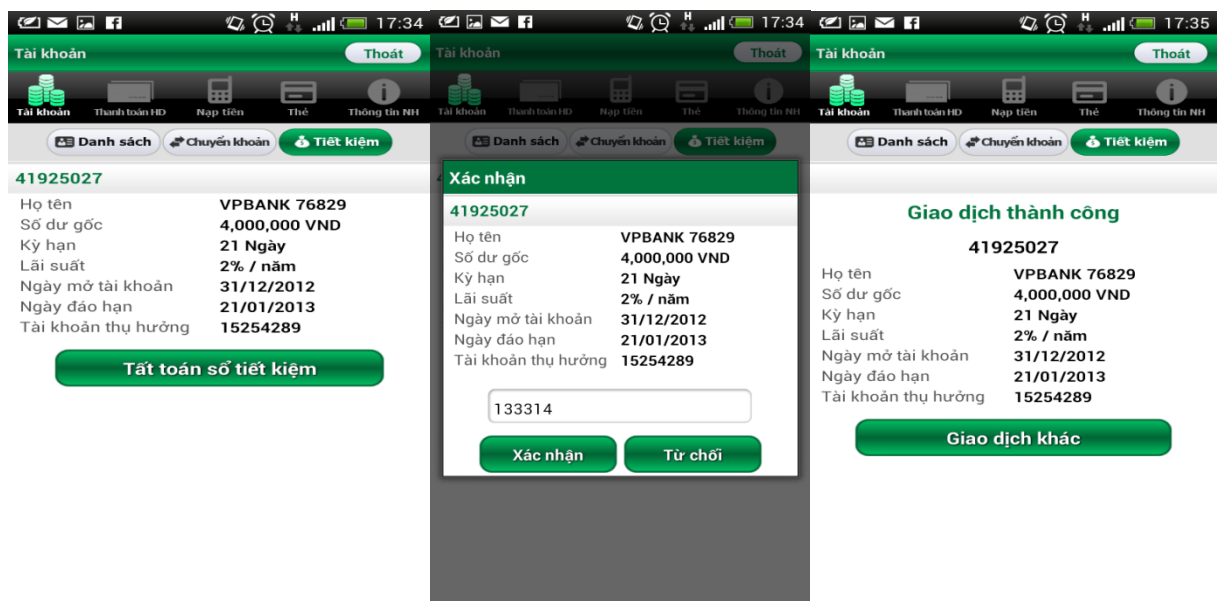 17:34
Tài khoản
Thoát
Tài khoản
Thanh toán HD
Nạp tiền
Thẻ
Thông tin NH
Danh sách
Chuyển khoản
Tiết kiệm
41925027
Họ tên VPBANK 76829
Số dư gốc 4,000,000 VND
Kỳ hạn 21 Ngày
Lãi suất 2% / năm
Ngày mở tài khoản 31/12/2012
Ngày đáo hạn 21/01/2013
Tài khoản thụ hưởng 15254289
Tất toán sổ tiết kiệm
H 17:34
Tài khoản
Thoát
Tài khoản
Thanh toán HD
Nạp tiền
Thẻ
Thông tin NH
Danh sách
Chuyển khoản
Tiết kiệm
Xác nhận
41925027
Họ tên VPBANK 76829
Số dư gốc 4,000,000 VND
Kỳ hạn 21 Ngày
Lãi suất 2% / năm
Ngày mở tài khoản 31/12/2012
Ngày đáo hạn 21/01/2013
Tài khoản thụ hưởng 15254289
133314
Xác nhận
Từ chối
H 17:35
Tài khoản
Thoát
Tài khoản
Thanh toán HD
Nạp tiền
Thẻ
Thông tin NH
Danh sách
Chuyển khoản
Tiết kiệm
Giao dịch thành công
41925027
Họ tên VPBANK 76829
Số dư gốc 4,000,000 VND
Kỳ hạn 21 Ngày
Lãi suất 2% / năm
Ngày mở tài khoản 31/12/2012
Ngày đáo hạn 21/01/2013
Tài khoản thụ hưởng 15254289
Giao dịch khác